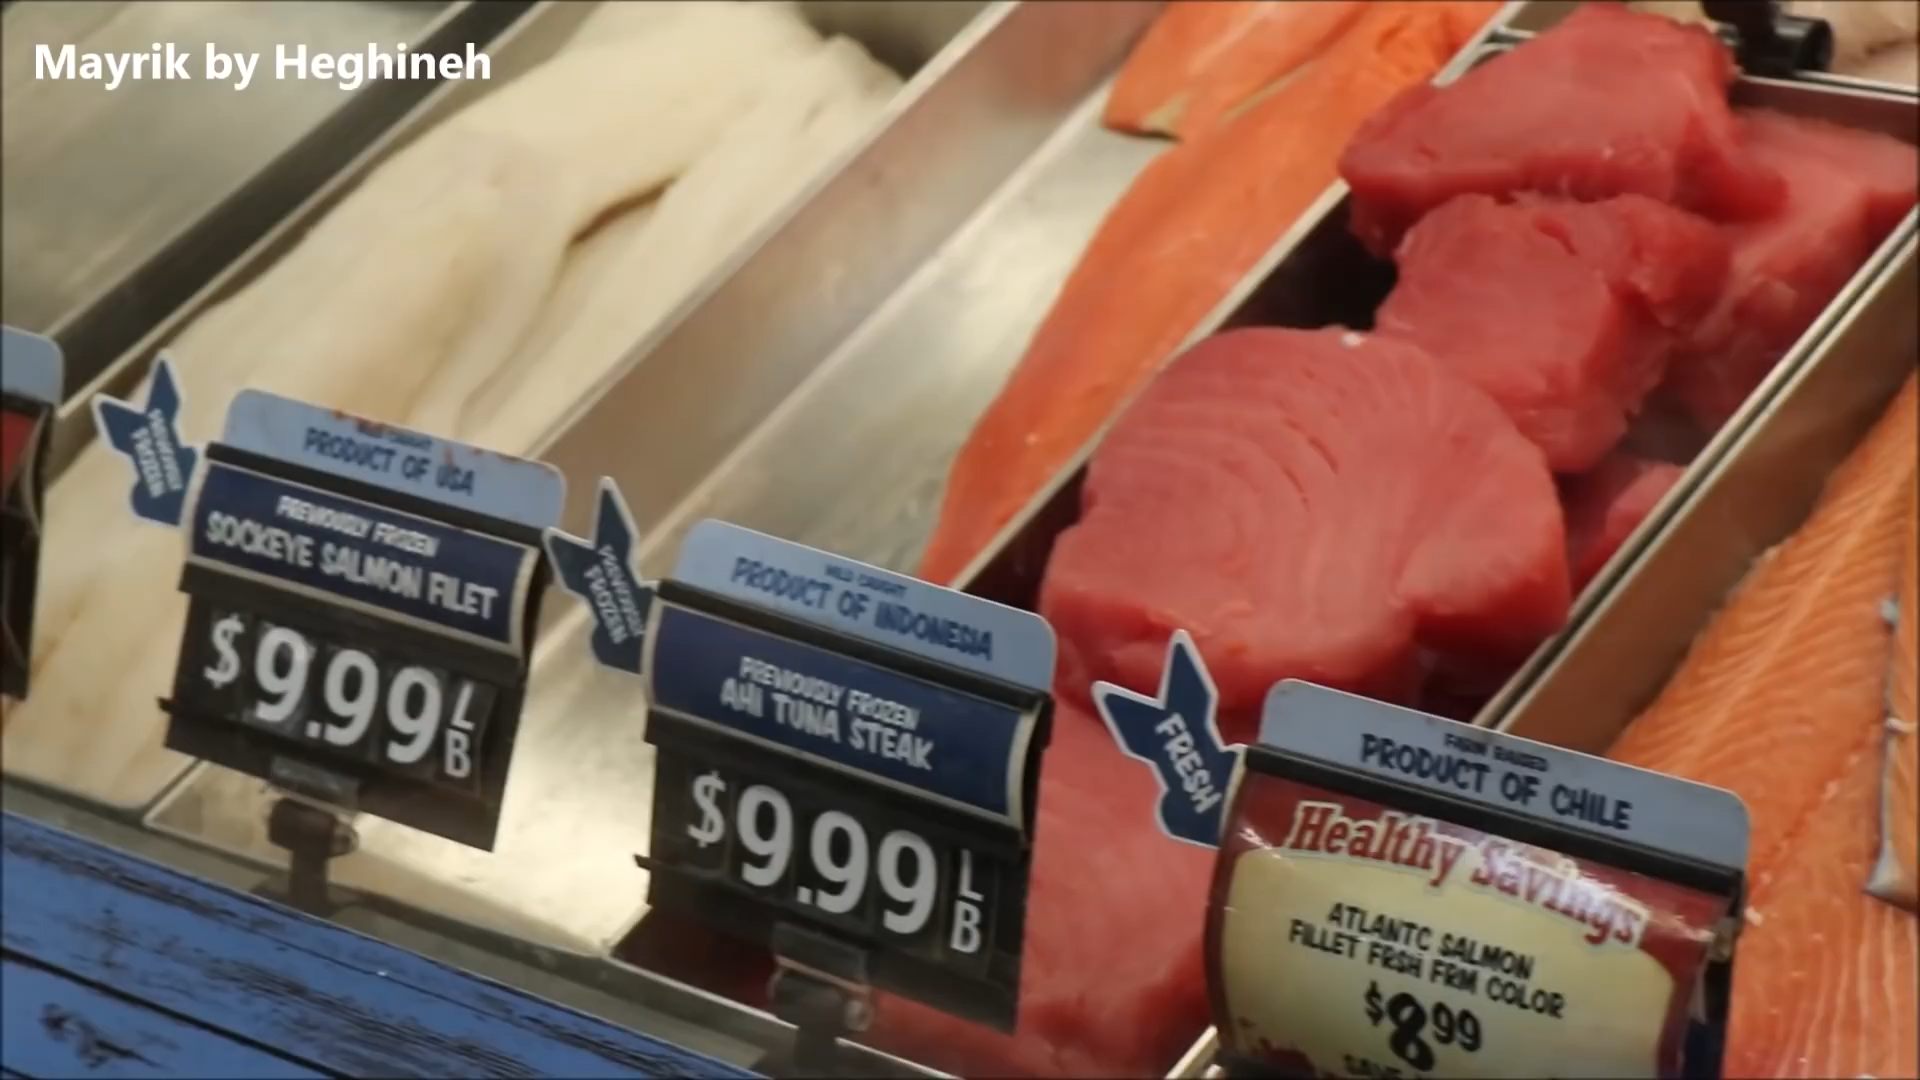 Mayrik by Heghineh
PRODUCT OF USA
PREVIOUSLY FROZEN
SOCKEYE SALMON FILET
$9.99 LB
WILD CAUGHT
PRODUCT OF INDONESIA
PREVIOUSLY FROZEN
AHI TUNA STEAK
$9.99 LB
FRESH
FARM RAISED
PRODUCT OF CHILE
Healthy Savings
ATLANTC SALMON
FILLET FRSH FRM COLOR
$8.99
SAVE